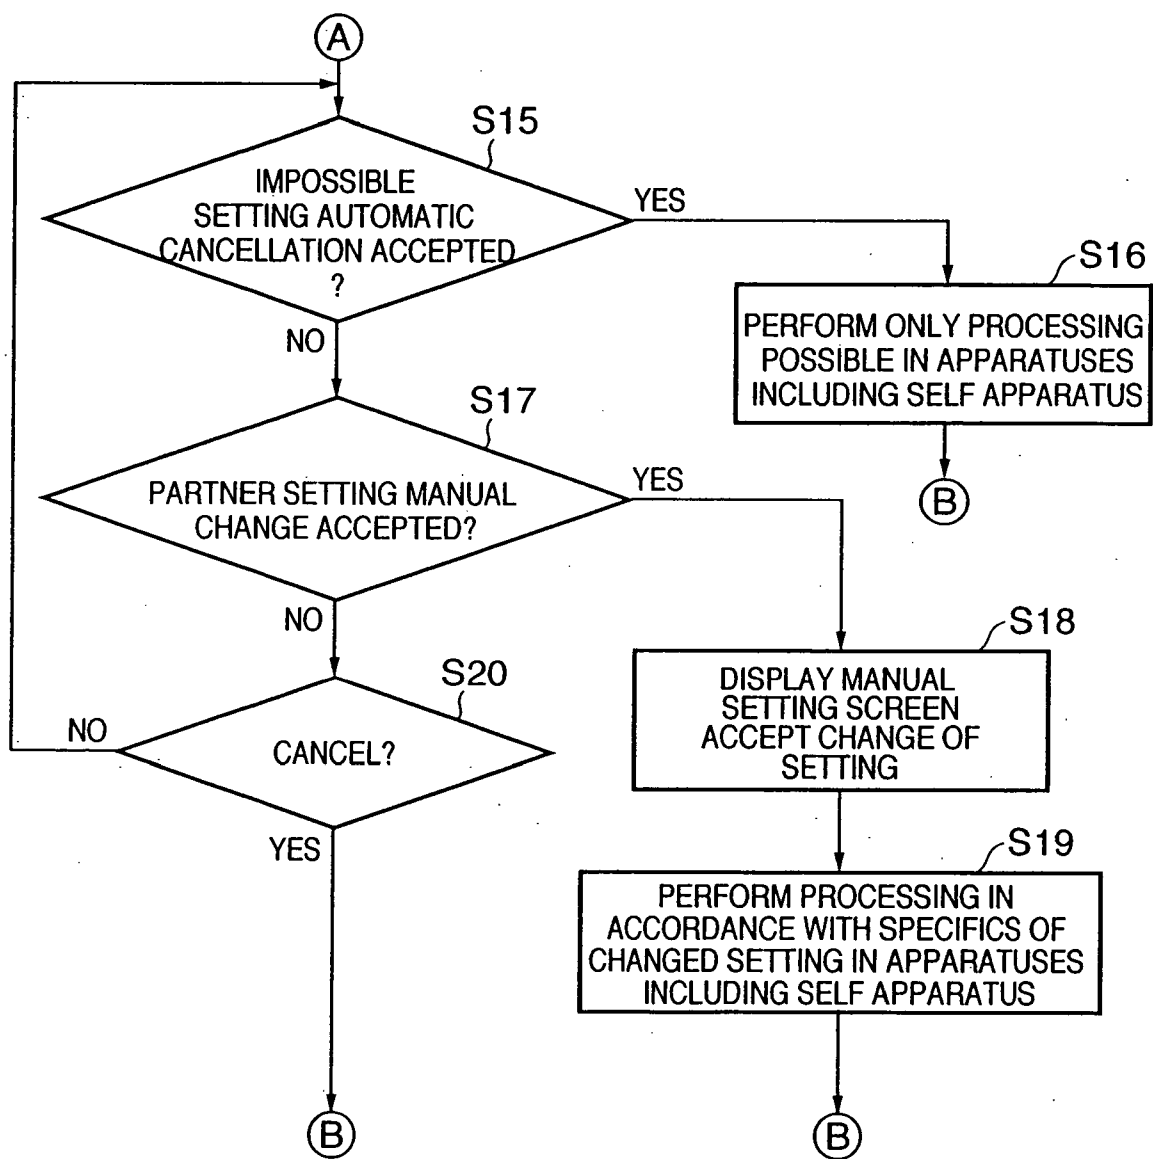 A
S15
IMPOSSIBLE
SETTING AUTOMATIC
CANCELLATION ACCEPTED
?
YES
NO
S16
PERFORM ONLY PROCESSING
POSSIBLE IN APPARATUSES
INCLUDING SELF APPARATUS
B
S17
PARTNER SETTING MANUAL
CHANGE ACCEPTED?
YES
NO
S18
DISPLAY MANUAL
SETTING SCREEN
ACCEPT CHANGE OF
SETTING
S20
CANCEL?
NO
YES
S19
PERFORM PROCESSING IN
ACCORDANCE WITH SPECIFICS OF
CHANGED SETTING IN APPARATUSES
INCLUDING SELF APPARATUS
B
B